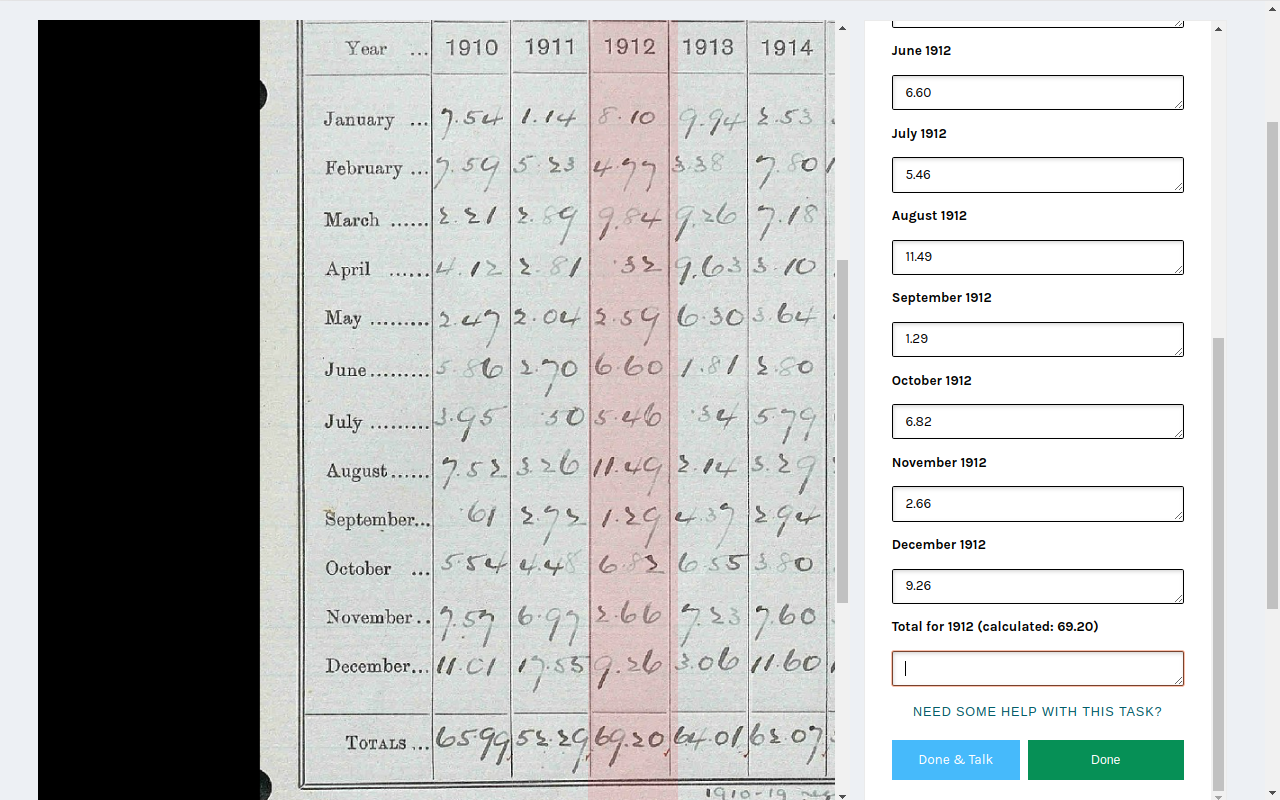 Year ... 1910 1911 1912 1913 1914
January ... 7.54 1.14 8.10 9.94 2.53
February ... 7.59 5.23 4.77 3.38 7.80
March ...... 2.21 2.89 9.84 9.26 7.18
April ...... 4.12 2.81 .32 9.63 3.10
May ......... 2.47 2.04 2.59 6.30 3.64
June......... 5.86 2.70 6.60 1.81 2.80
July ......... 3.95 .50 5.46 .34 5.79
August...... 7.52 3.26 11.49 2.14 3.29
September... .61 2.72 1.29 4.37 2.94
October ... 5.54 4.48 6.82 6.55 3.80
November.. 7.57 6.97 2.66 7.23 7.60
December... 11.01 17.55 9.26 3.06 11.60
TOTALS ... 65.99 52.29 69.20 64.01 62.07
1910-19
June 1912
6.60
July 1912
5.46
August 1912
11.49
September 1912
1.29
October 1912
6.82
November 1912
2.66
December 1912
9.26
Total for 1912 (calculated: 69.20)
NEED SOME HELP WITH THIS TASK?
Done & Talk
Done